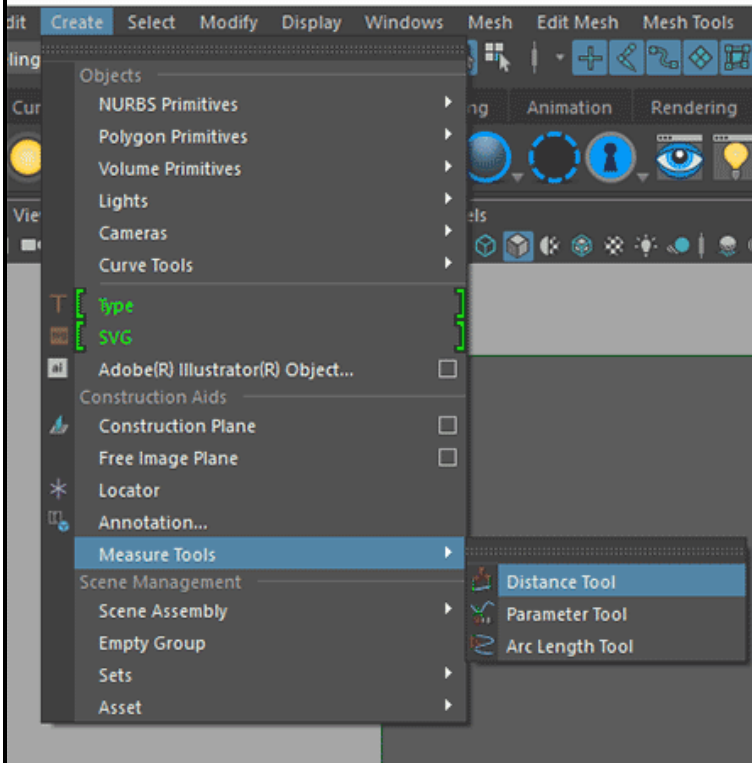 dit Create Select Modify Display Windows Mesh Edit Mesh Mesh Tools
ling
Objects
Cur NURBS Primitives ng Animation Rendering
Polygon Primitives
Volume Primitives
Lights
Vie els
Cameras
Curve Tools
Type
SVG
ai Adobe(R) Illustrator(R) Object...
Construction Aids
Construction Plane
Free Image Plane
Locator
Annotation...
Measure Tools
Distance Tool
Scene Management
Scene Assembly Parameter Tool
Empty Group Arc Length Tool
Sets
Asset